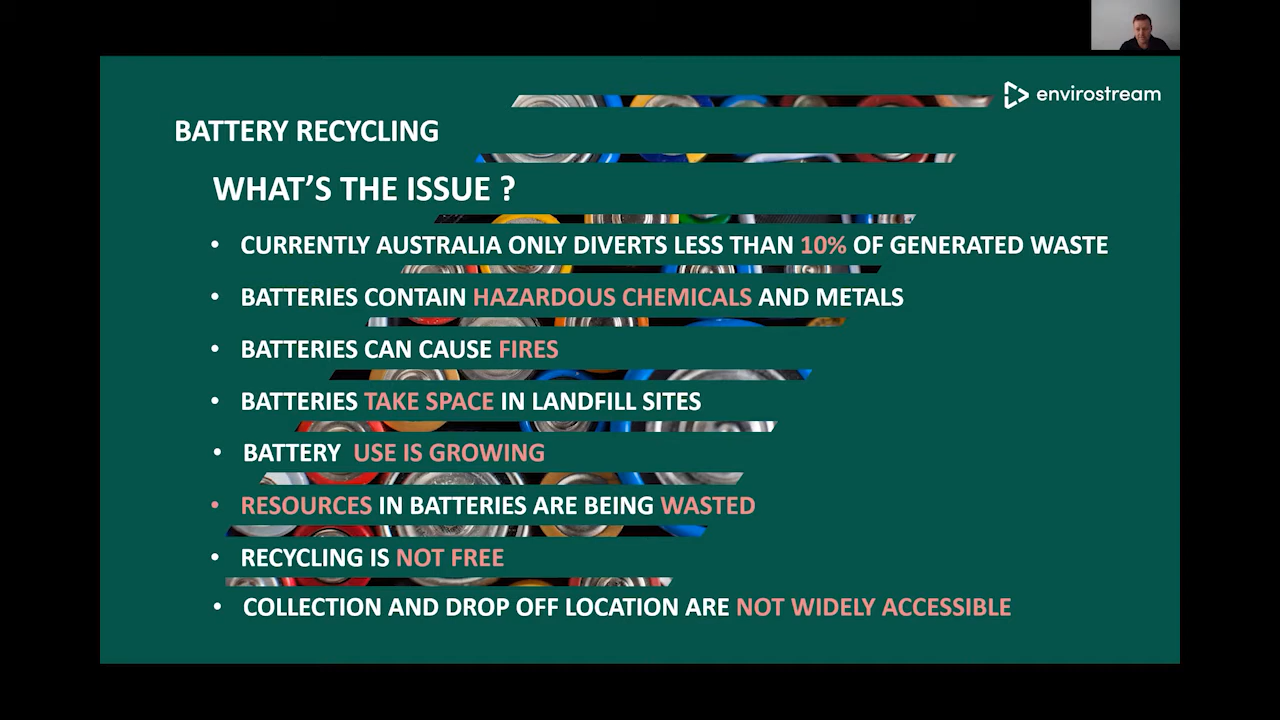 envirostream
BATTERY RECYCLING
WHAT'S THE ISSUE ?
• CURRENTLY AUSTRALIA ONLY DIVERTS LESS THAN 10% OF GENERATED WASTE
• BATTERIES CONTAIN HAZARDOUS CHEMICALS AND METALS
• BATTERIES CAN CAUSE FIRES
• BATTERIES TAKE SPACE IN LANDFILL SITES
• BATTERY USE IS GROWING
• RESOURCES IN BATTERIES ARE BEING WASTED
• RECYCLING IS NOT FREE
• COLLECTION AND DROP OFF LOCATION ARE NOT WIDELY ACCESSIBLE